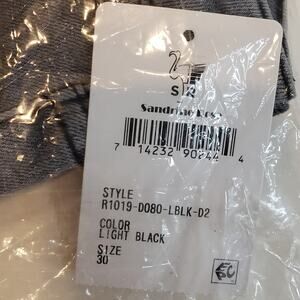 SR
Sandrine Rose
7 14232 90244 4
STYLE
R1019-D080-LBLK-D2
COLOR
LIGHT BLACK
SIZE
30